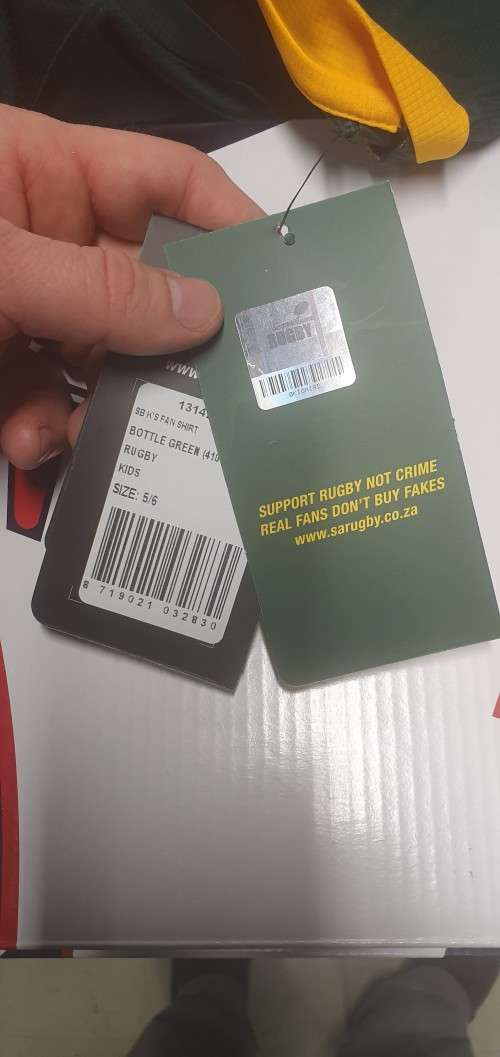 www.
1314
SB K'S FAN SHIRT
BOTTLE GREEN (410
RUGBY
KIDS
SIZE: 5/6
8 719021 032830
RUGBY
SUPPORT RUGBY NOT CRIME
REAL FANS DON'T BUY FAKES
www.sarugby.co.za